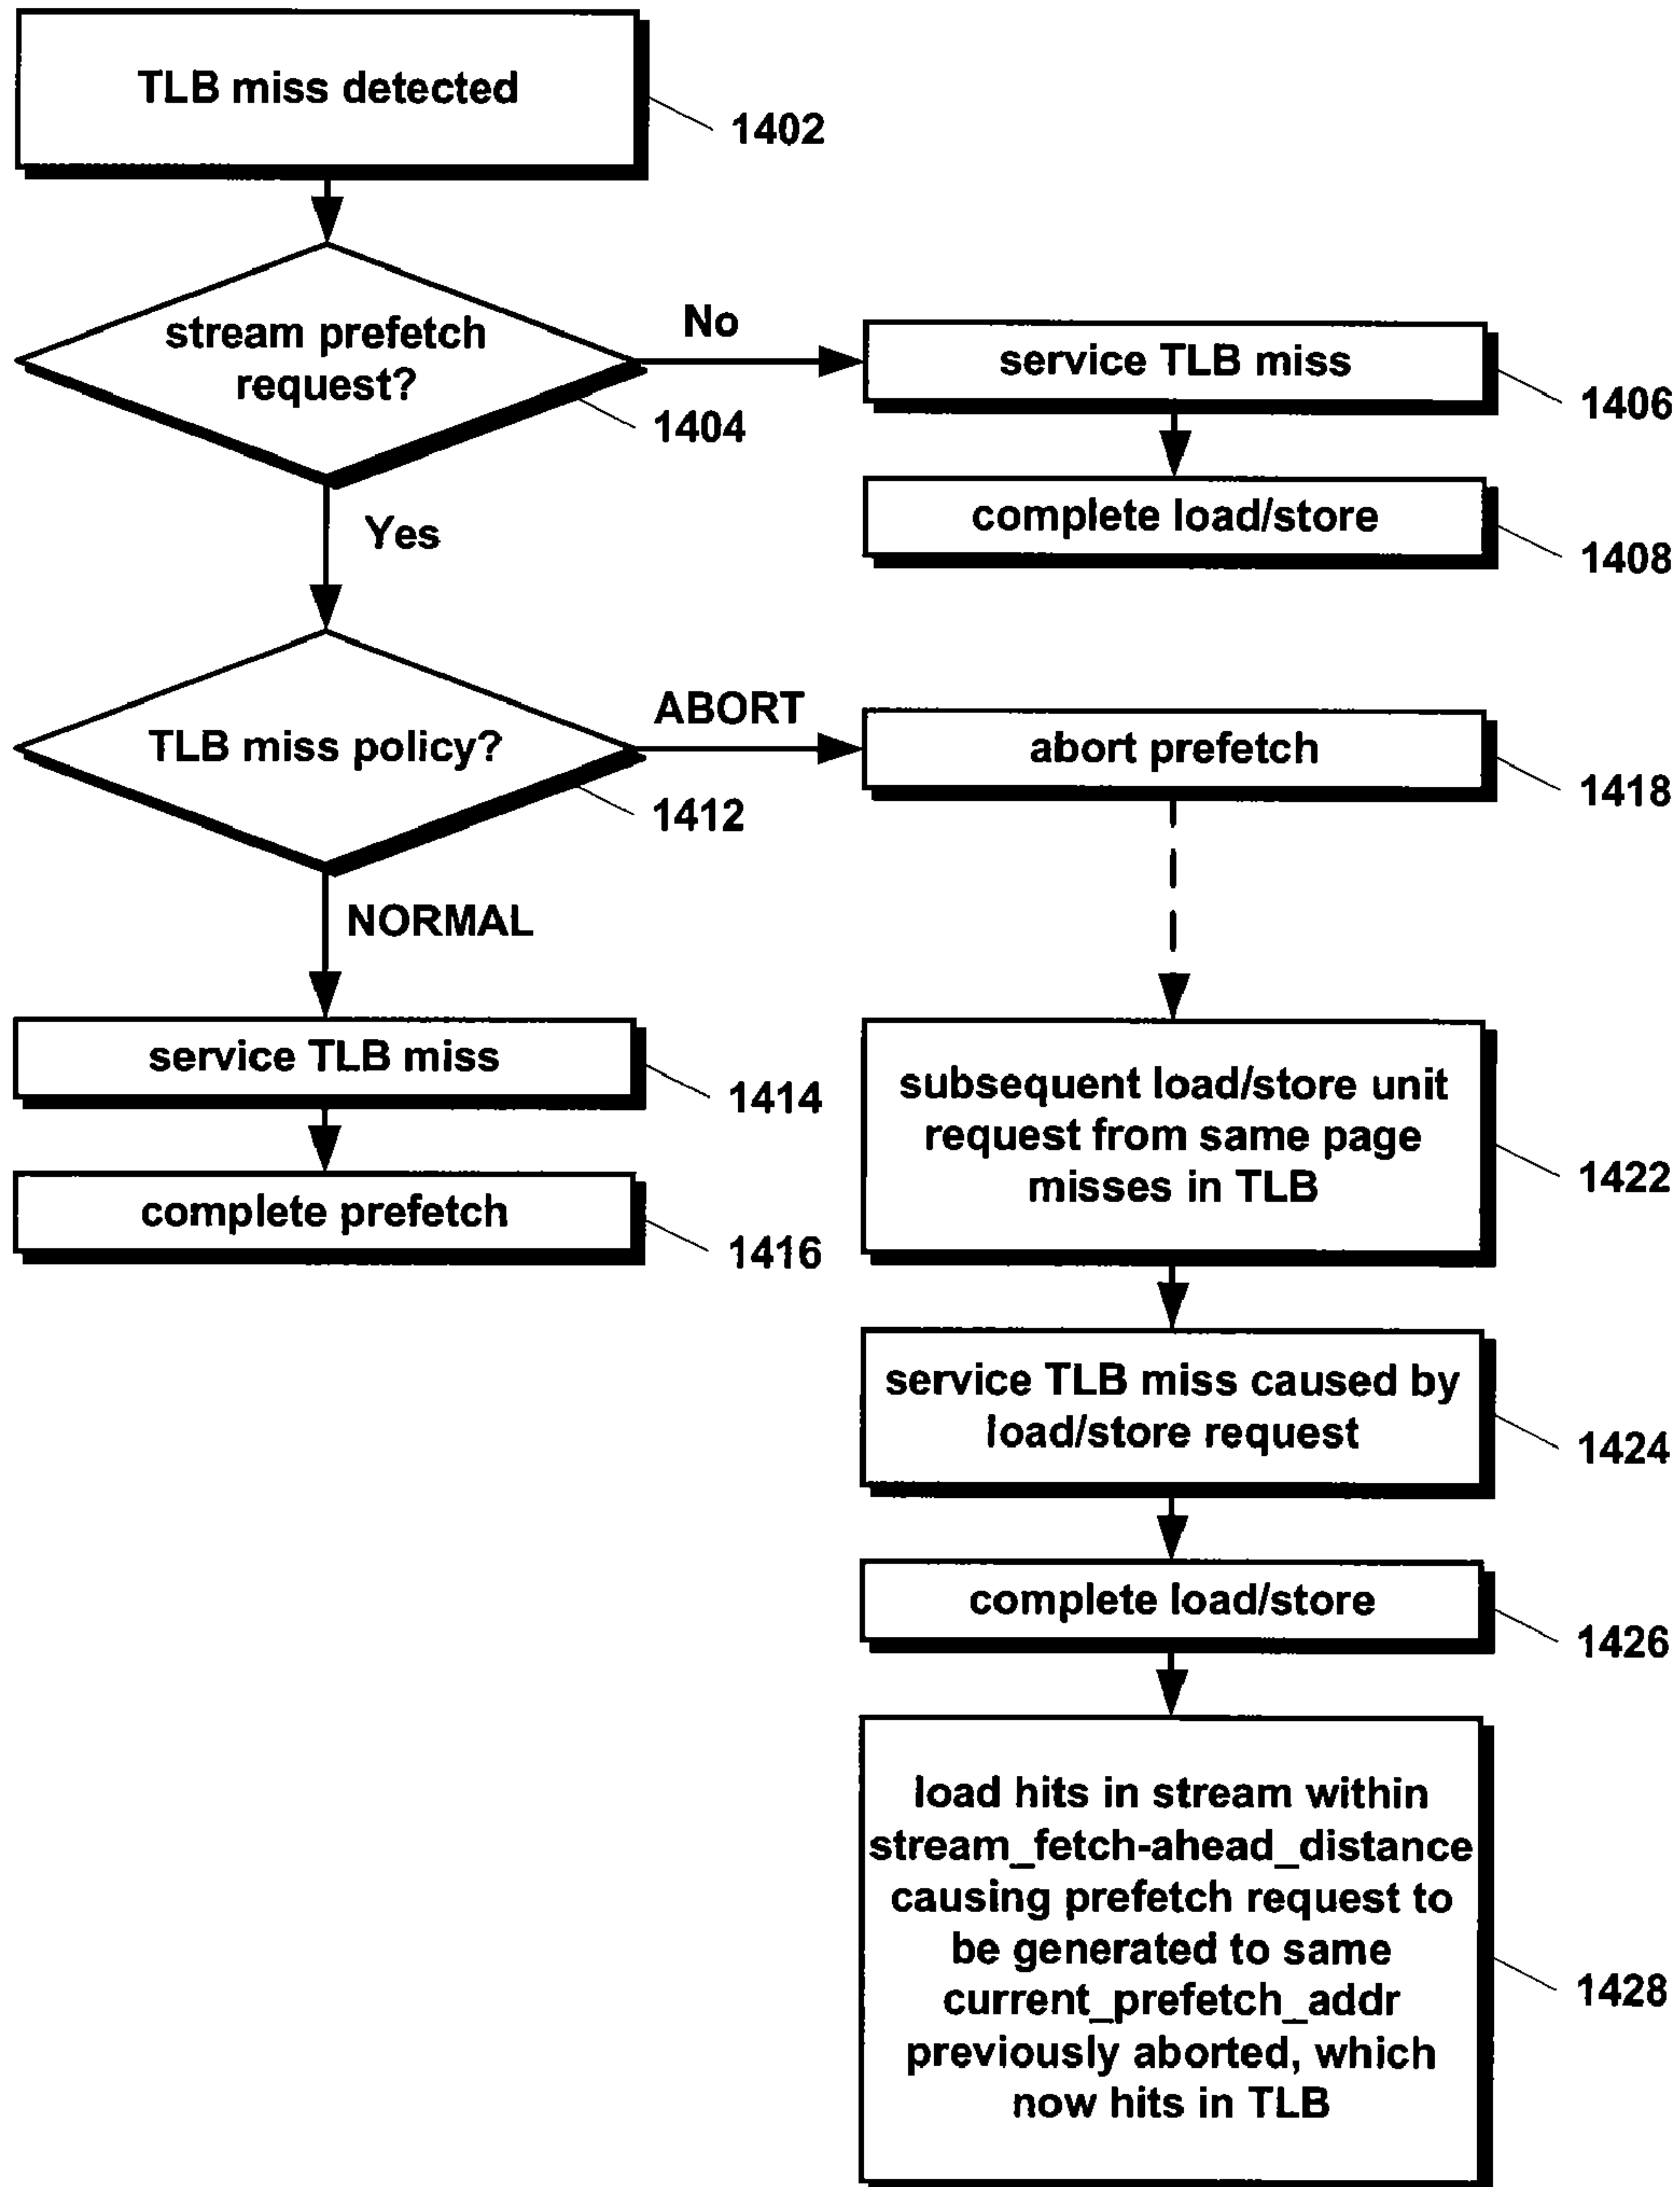 TLB miss detected
1402
stream prefetch
request?
1404
No
service TLB miss
1406
complete load/store
1408
Yes
TLB miss policy?
1412
ABORT
abort prefetch
1418
NORMAL
service TLB miss
1414
complete prefetch
1416
subsequent load/store unit
request from same page
misses in TLB
1422
service TLB miss caused by
load/store request
1424
complete load/store
1426
load hits in stream within
stream_fetch-ahead_distance
causing prefetch request to
be generated to same
current_prefetch_addr
previously aborted, which
now hits in TLB
1428